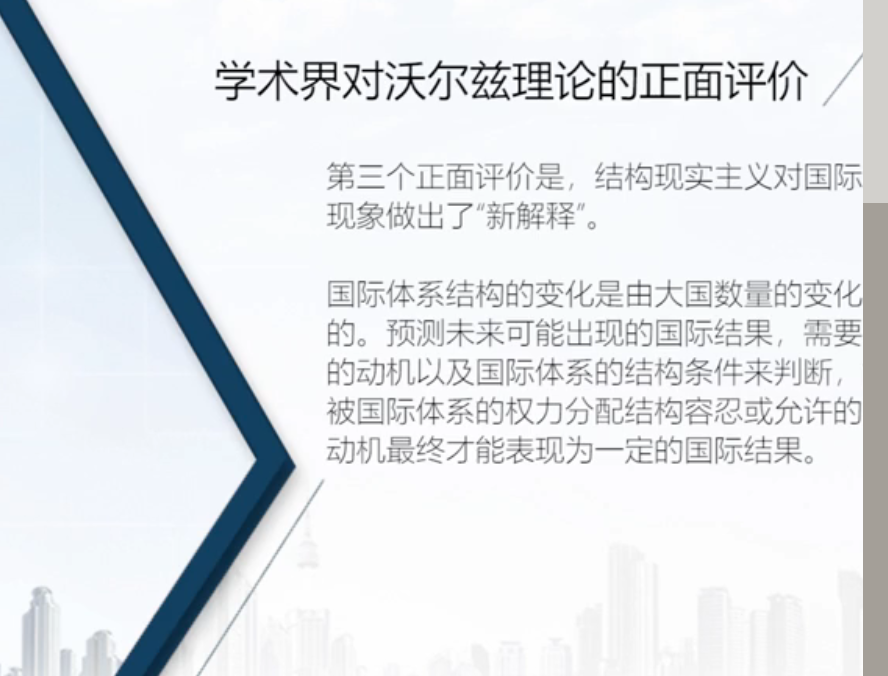 学术界对沃尔兹理论的正面评价
第三个正面评价是，结构现实主义对国际
现象做出了“新解释”。
国际体系结构的变化是由大国数量的变化
的。预测未来可能出现的国际结果，需要
的动机以及国际体系的结构条件来判断，
被国际体系的权力分配结构容忍或允许的
动机最终才能表现为一定的国际结果。